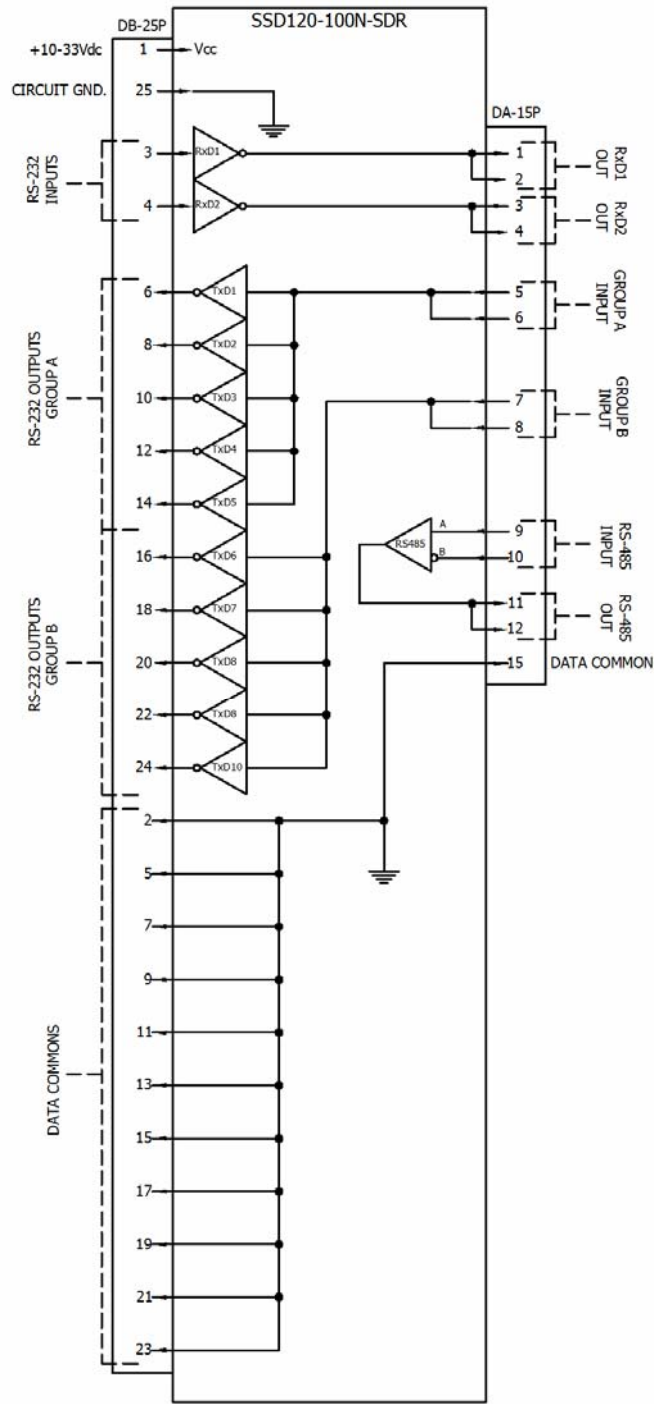 SSD120-100N-SDR
DB-25P
+10-33Vdc 1 Vcc
CIRCUIT GND. 25
DA-15P
RS-232
INPUTS
3 RxD1
4 RxD2
1
2
RxD1
OUT
3
4
RxD2
OUT
RS-232 OUTPUTS
GROUP A
6 TxD1
8 TxD2
10 TxD3
12 TxD4
14 TxD5
5
6
GROUP A
INPUT
7
8
GROUP B
INPUT
RS-232 OUTPUTS
GROUP B
16 TxD6
18 TxD7
20 TxD8
22 TxD8
24 TxD10
RS485
A 9
B 10
RS-485
INPUT
11
12
RS-485
OUT
15 DATA COMMON
DATA COMMONS
2
5
7
9
11
13
15
17
19
21
23